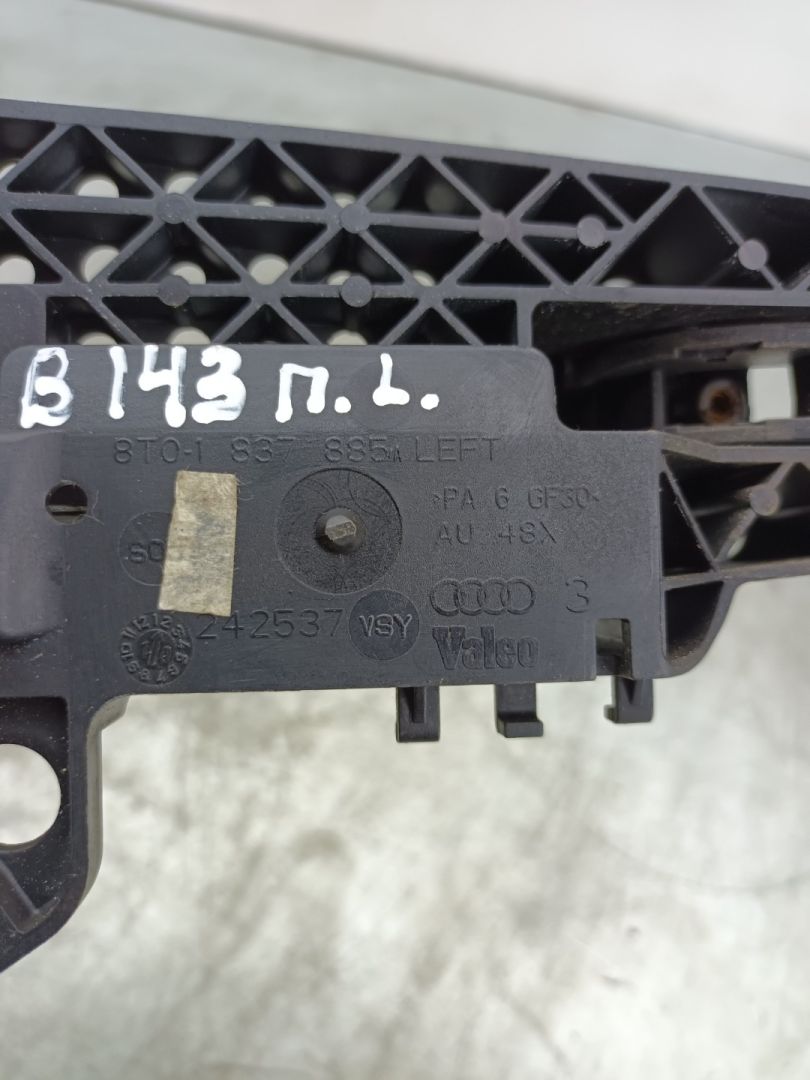 B 143 п. L.
8T0-1 837 885A LEFT
>PA 6 GF30<
AU 48X
3
242537 VSY
Valeo